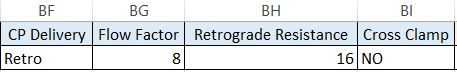 BF BG BH BI
CP Delivery Flow Factor Retrograde Resistance Cross Clamp
Retro 8 16 NO